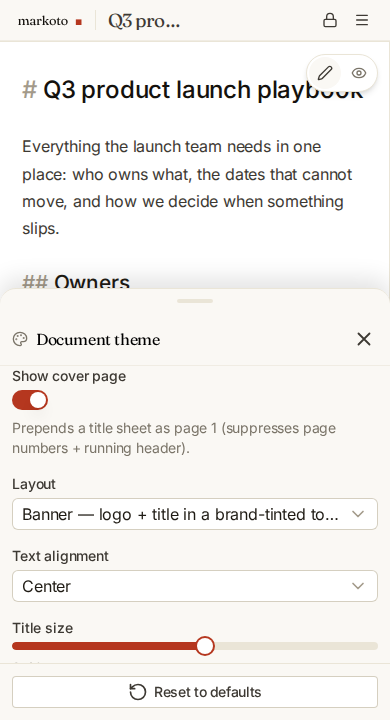 markoto
Q3 pro...
# Q3 product launch playbook
Everything the launch team needs in one
place: who owns what, the dates that cannot
move, and how we decide when something
slips.
## Owners
Document theme
Show cover page
Prepends a title sheet as page 1 (suppresses page
numbers + running header).
Layout
Banner — logo + title in a brand-tinted to...
Text alignment
Center
Title size
Reset to defaults